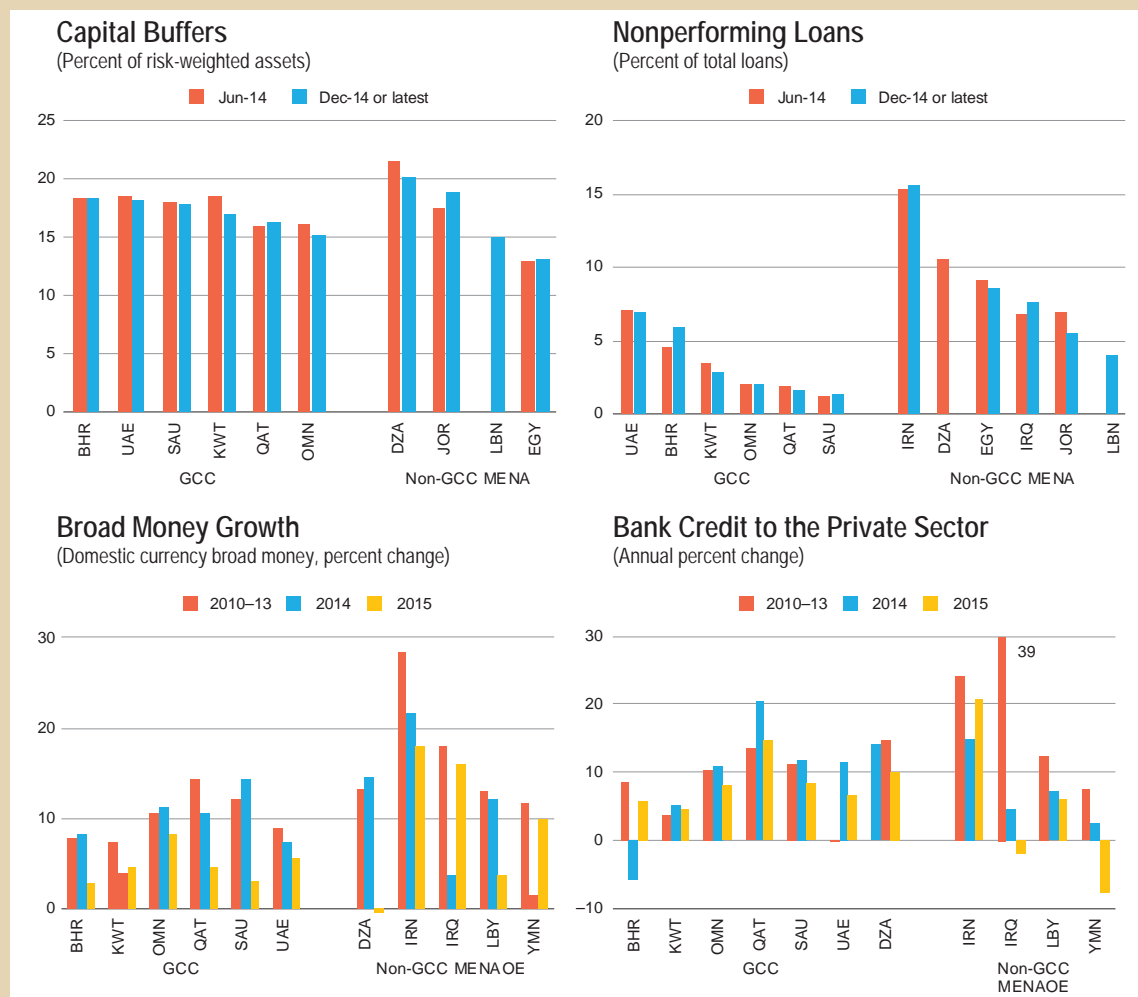 Capital Buffers
(Percent of risk-weighted assets)
Jun-14 Dec-14 or latest
25
20
15
10
5
0
BHR UAE SAU KWT QAT OMN DZA JOR LBN EGY
GCC Non-GCC MENA
Nonperforming Loans
(Percent of total loans)
Jun-14 Dec-14 or latest
20
15
10
5
0
UAE BHR KWT OMN QAT SAU IRN DZA EGY IRQ JOR LBN
GCC Non-GCC MENA
Broad Money Growth
(Domestic currency broad money, percent change)
2010–13 2014 2015
30
20
10
0
BHR KWT OMN QAT SAU UAE DZA IRN IRQ LBY YMN
GCC Non-GCC MENAOE
Bank Credit to the Private Sector
(Annual percent change)
2010–13 2014 2015
30
39
20
10
0
–10
BHR KWT OMN QAT SAU UAE DZA IRN IRQ LBY YMN
GCC Non-GCC
MENAOE